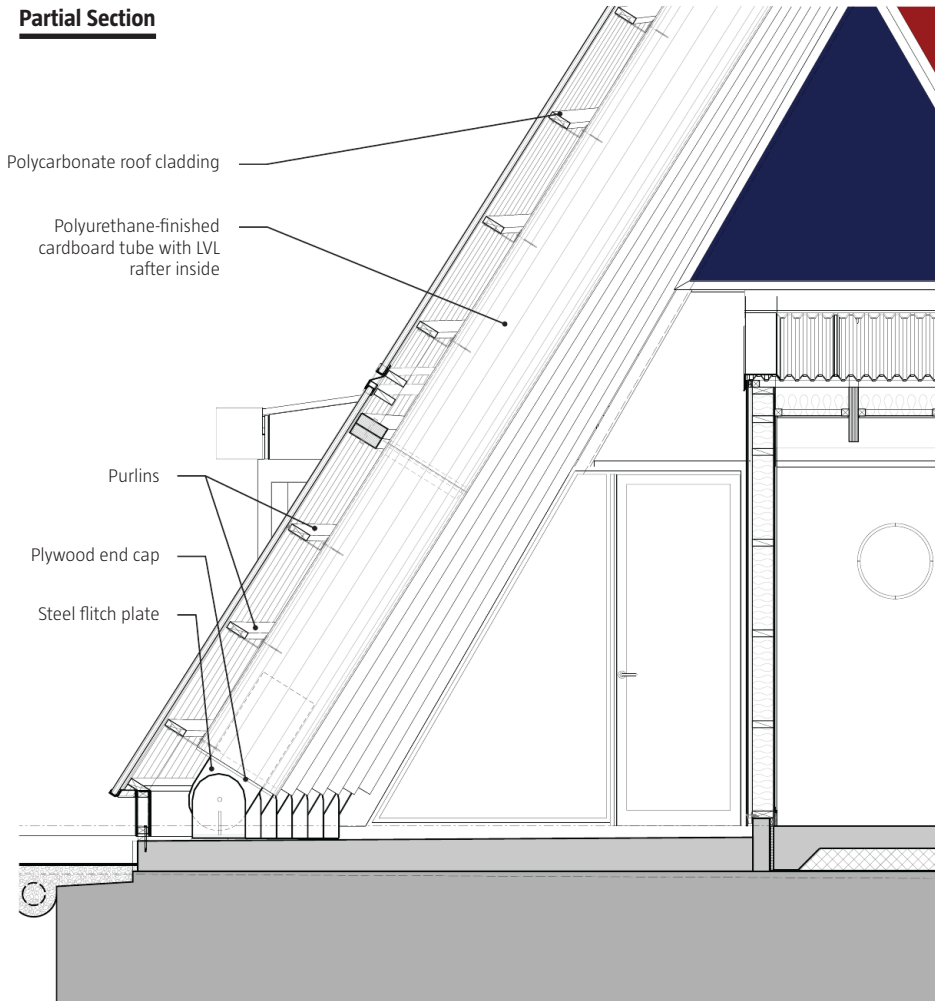 Partial Section
Polycarbonate roof cladding
Polyurethane-finished
cardboard tube with LVL
rafter inside
Purlins
Plywood end cap
Steel flitch plate